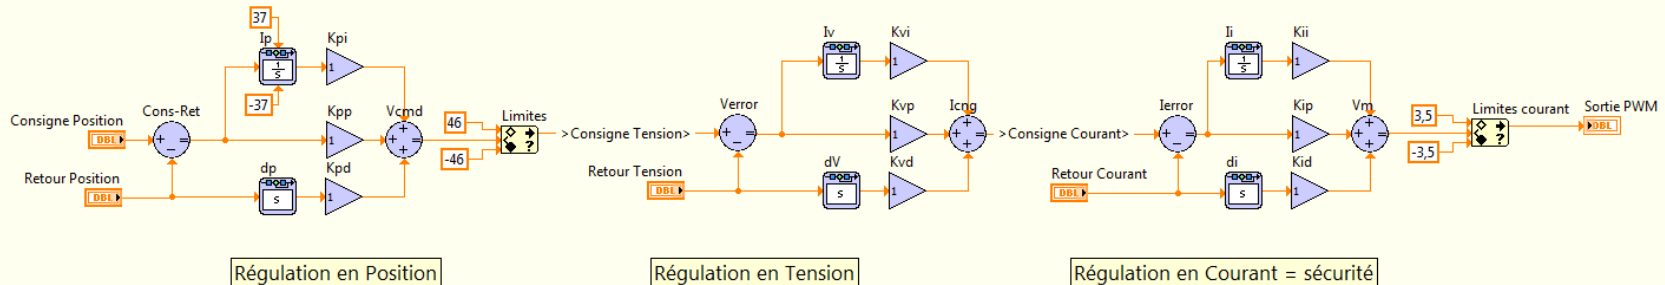 37
Ip
Kpi
1/s
1
-37
Cons-Ret
Kpp
1
Vcmd
Consigne Position
DBL
Retour Position
DBL
dp
s
Kpd
1
46
-46
Limites
>Consigne Tension>
Verror
Retour Tension
DBL
Iv
1/s
Kvi
1
Kvp
1
Icng
dV
s
Kvd
1
>Consigne Courant>
Ierror
Retour Courant
DBL
Ii
1/s
Kii
1
Kip
1
Vm
di
s
Kid
1
3,5
-3,5
Limites courant
Sortie PWM
DBL
Régulation en Position
Régulation en Tension
Régulation en Courant = sécurité